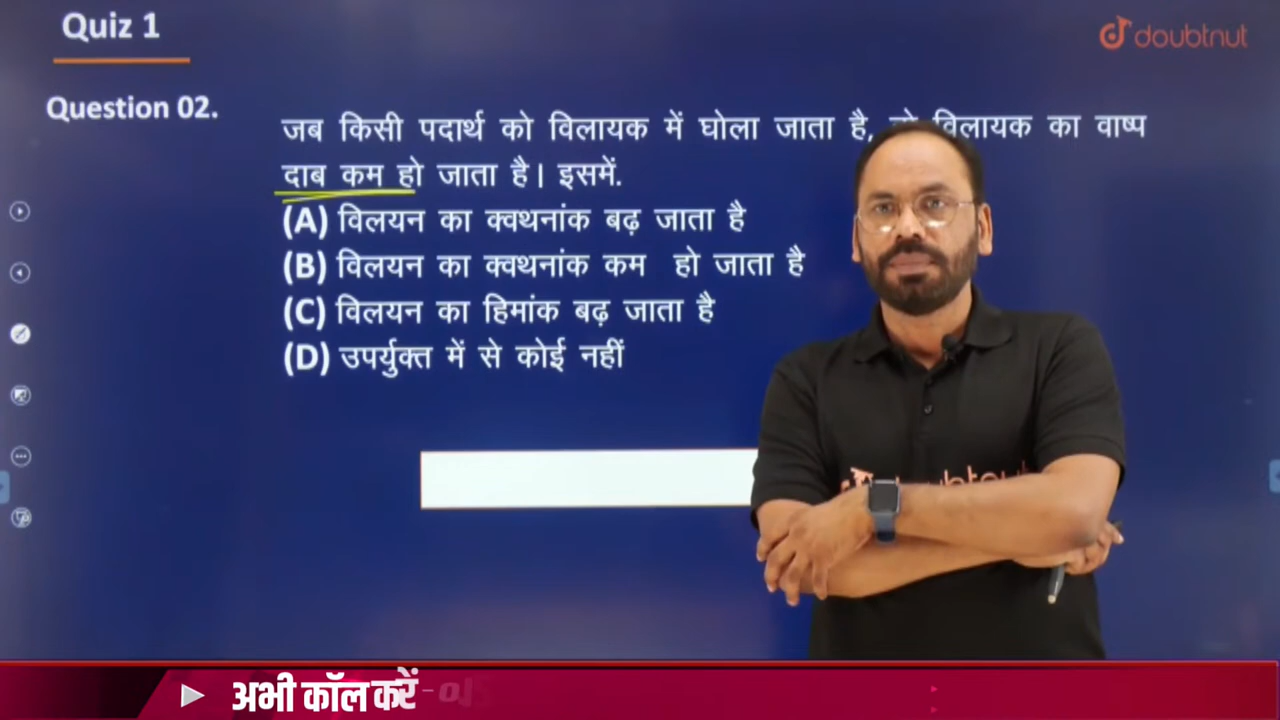 Quiz 1
doubtnut
Question 02.
जब किसी पदार्थ को विलायक में घोला जाता है, विलायक का वाष्प
दाब कम हो जाता है। इसमें.
(A) विलयन का क्वथनांक बढ़ जाता है
(B) विलयन का क्वथनांक कम हो जाता है
(C) विलयन का हिमांक बढ़ जाता है
(D) उपर्युक्त में से कोई नहीं
अभी कॉल करें